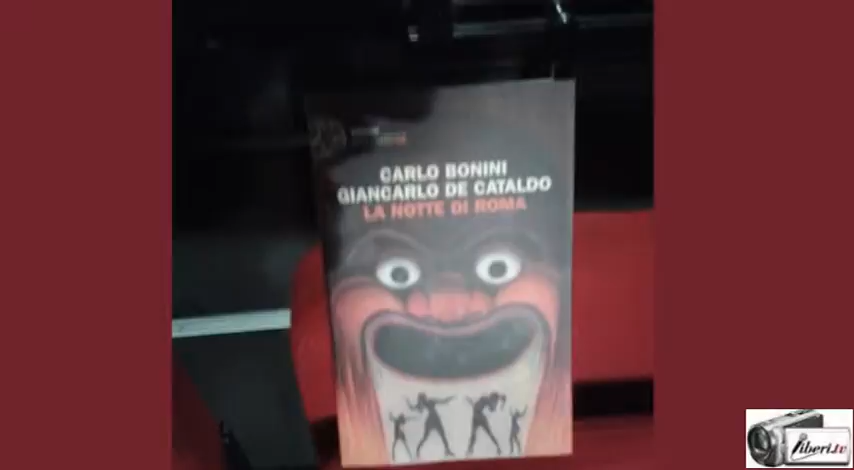 CARLO BONINI
GIANCARLO DE CATALDO
LA NOTTE DI ROMA
liberi.tv